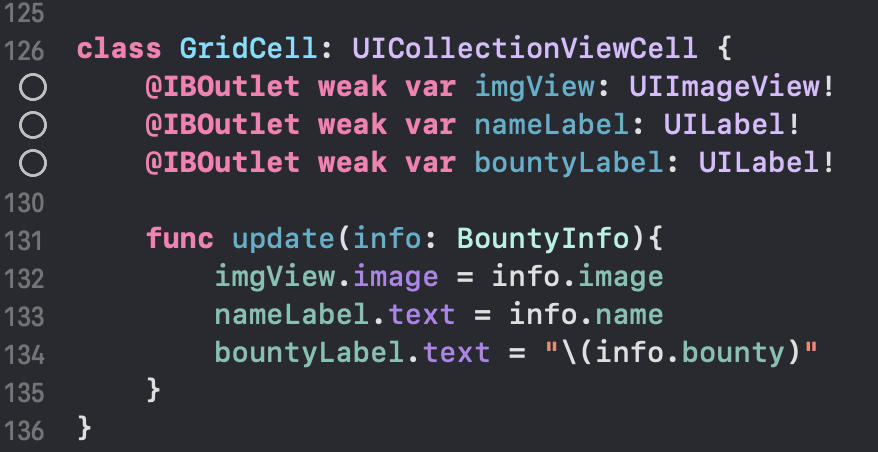 125
126 class GridCell: UICollectionViewCell {
@IBOutlet weak var imgView: UIImageView!
@IBOutlet weak var nameLabel: UILabel!
@IBOutlet weak var bountyLabel: UILabel!
130
131 func update(info: BountyInfo){
132 imgView.image = info.image
133 nameLabel.text = info.name
134 bountyLabel.text = "\(info.bounty)"
135 }
136 }